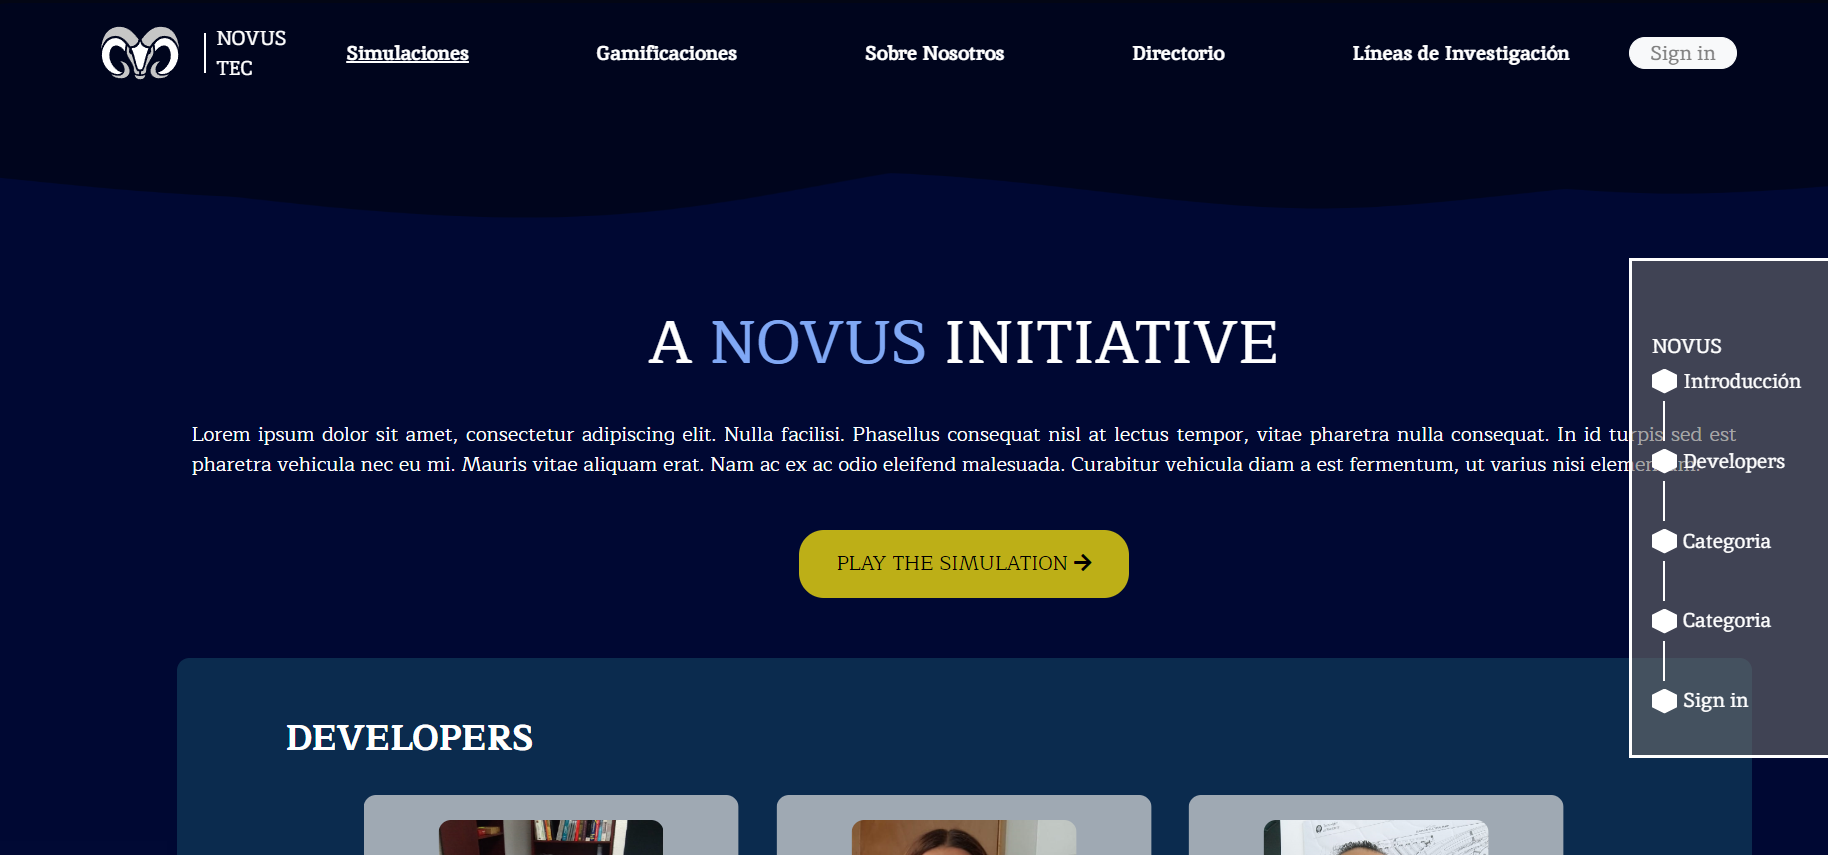 NOVUS
TEC
Simulaciones
Gamificaciones
Sobre Nosotros
Directorio
Líneas de Investigación
Sign in
A NOVUS INITIATIVE
Lorem ipsum dolor sit amet, consectetur adipiscing elit. Nulla facilisi. Phasellus consequat nisl at lectus tempor, vitae pharetra nulla consequat. In id turpis sed est
pharetra vehicula nec eu mi. Mauris vitae aliquam erat. Nam ac ex ac odio eleifend malesuada. Curabitur vehicula diam a est fermentum, ut varius nisi elementum.
PLAY THE SIMULATION
DEVELOPERS
NOVUS
Introducción
Developers
Categoria
Categoria
Sign in